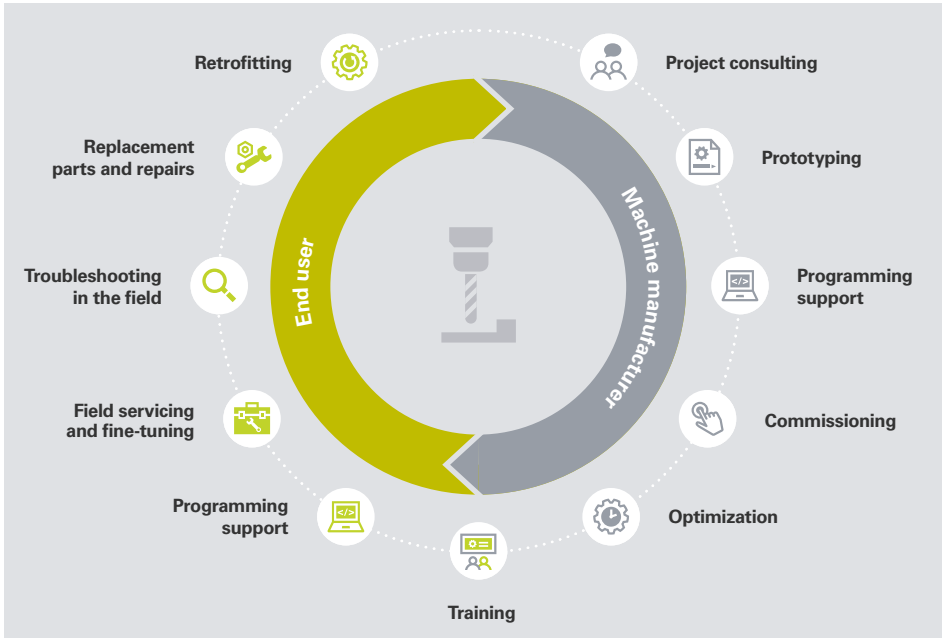 Retrofitting
Project consulting
Replacement
parts and repairs
Prototyping
Troubleshooting
in the field
Programming
support
Field servicing
and fine-tuning
Commissioning
Programming
support
Optimization
Training
End user
Machine manufacturer
</>
</>